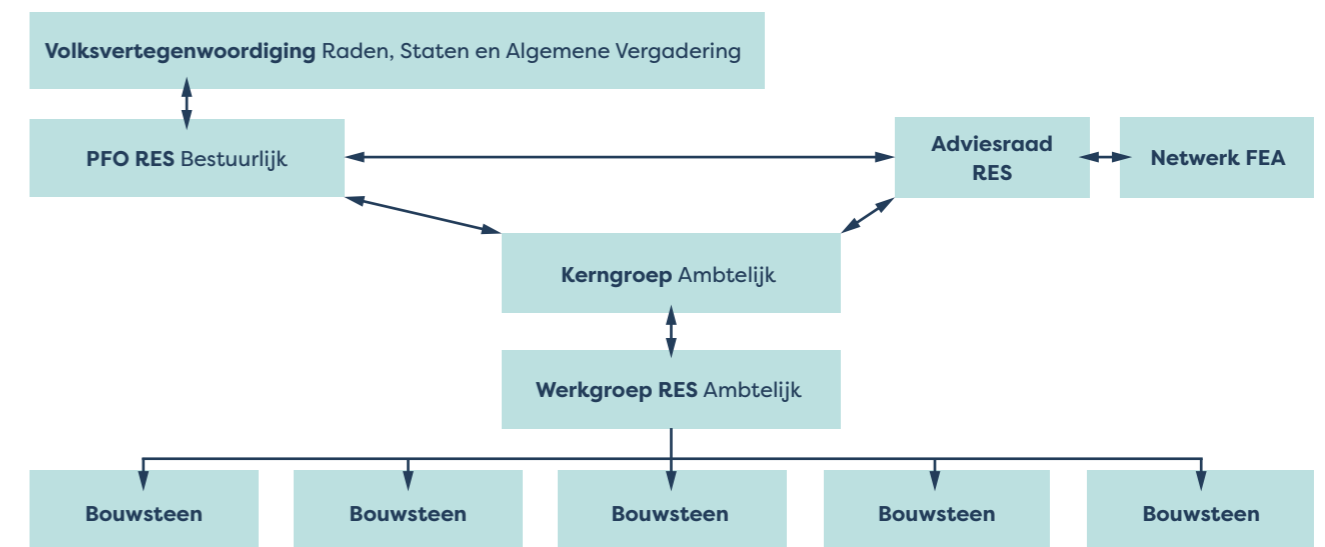 Volksvertegenwoordiging Raden, Staten en Algemene Vergadering
PFO RES Bestuurlijk
Adviesraad
RES
Netwerk FEA
Kerngroep Ambtelijk
Werkgroep RES Ambtelijk
Bouwsteen
Bouwsteen
Bouwsteen
Bouwsteen
Bouwsteen